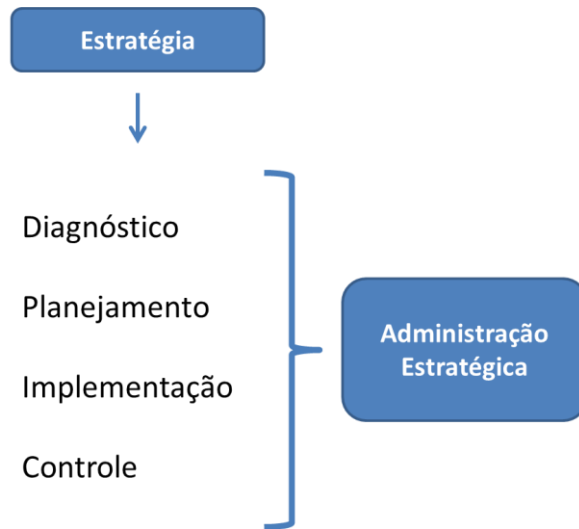 Estratégia
Diagnóstico
Planejamento
Implementação
Controle
Administração
Estratégica